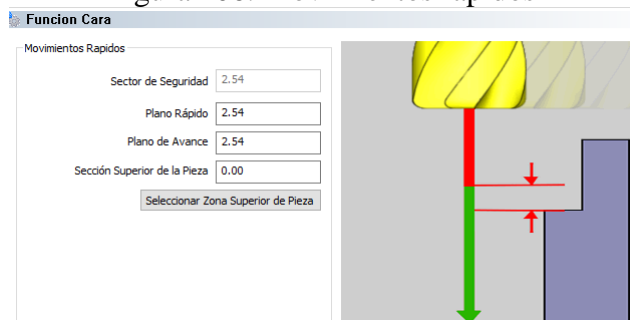 Funcion Cara
Movimientos Rapidos
Sector de Seguridad 2.54
Plano Rápido 2.54
Plano de Avance 2.54
Sección Superior de la Pieza 0.00
Seleccionar Zona Superior de Pieza